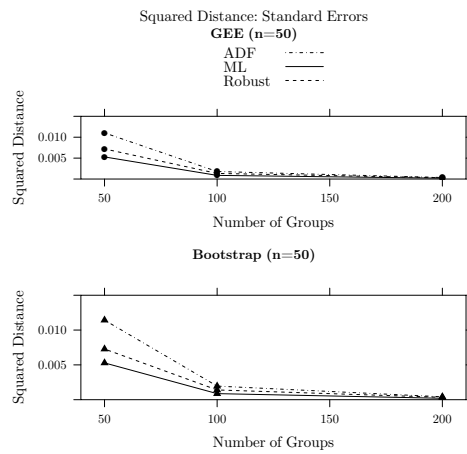 Squared Distance: Standard Errors
GEE (n=50)
ADF
ML
Robust
Squared Distance
0.010
0.005
50 100 150 200
Number of Groups
Bootstrap (n=50)
Squared Distance
0.010
0.005
50 100 150 200
Number of Groups